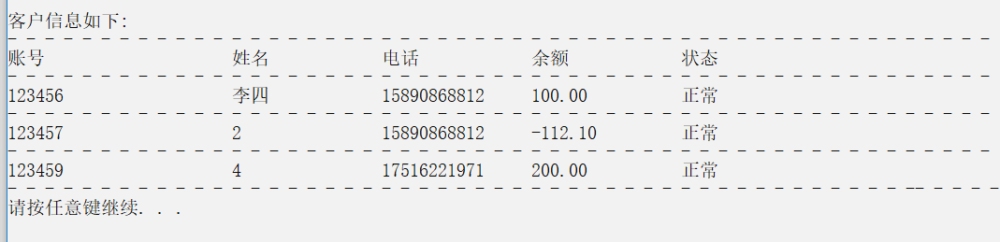 客户信息如下:
- - - - - - - - - - - - - - - - - - - - - - - - - - - - - - - - - - - - - - - - - - - - - - - - - - - - -
账号 姓名 电话 余额 状态
- - - - - - - - - - - - - - - - - - - - - - - - - - - - - - - - - - - - - - - - - - - - - - - - - - - - -
123456 李四 15890868812 100.00 正常
- - - - - - - - - - - - - - - - - - - - - - - - - - - - - - - - - - - - - - - - - - - - - - - - - - - - -
123457 2 15890868812 -112.10 正常
- - - - - - - - - - - - - - - - - - - - - - - - - - - - - - - - - - - - - - - - - - - - - - - - - - - - -
123459 4 17516221971 200.00 正常
- - - - - - - - - - - - - - - - - - - - - - - - - - - - - - - - - - - - - - - - - - - - - - - - -- - - - -
请按任意键继续. . .